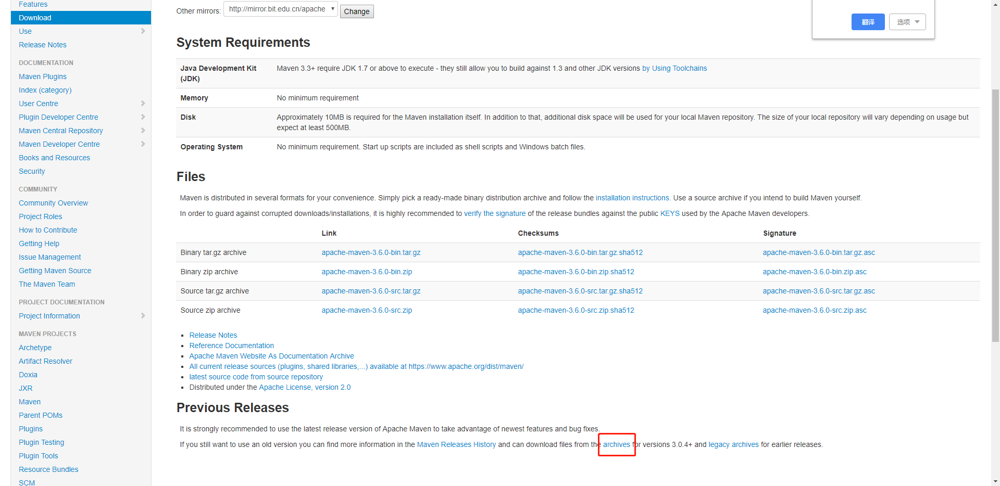 Features
Download
Use
Release Notes
DOCUMENTATION
Maven Plugins
Index (category)
User Centre
Plugin Developer Centre
Maven Central Repository
Maven Developer Centre
Books and Resources
Security
COMMUNITY
Community Overview
Project Roles
How to Contribute
Getting Help
Issue Management
Getting Maven Source
The Maven Team
PROJECT DOCUMENTATION
Project Information
MAVEN PROJECTS
Archetype
Artifact Resolver
Doxia
JXR
Maven
Parent POMs
Plugins
Plugin Testing
Plugin Tools
Resource Bundles
SCM
Other mirrors: http://mirror.bit.edu.cn/apache Change
翻译 选项
System Requirements
Java Development Kit (JDK) Maven 3.3+ require JDK 1.7 or above to execute - they still allow you to build against 1.3 and other JDK versions by Using Toolchains
Memory No minimum requirement
Disk Approximately 10MB is required for the Maven installation itself. In addition to that, additional disk space will be used for your local Maven repository. The size of your local repository will vary depending on usage but
expect at least 500MB.
Operating System No minimum requirement. Start up scripts are included as shell scripts and Windows batch files.
Files
Maven is distributed in several formats for your convenience. Simply pick a ready-made binary distribution archive and follow the installation instructions. Use a source archive if you intend to build Maven yourself.
In order to guard against corrupted downloads/installations, it is highly recommended to verify the signature of the release bundles against the public KEYS used by the Apache Maven developers.
Link Checksums Signature
Binary tar.gz archive apache-maven-3.6.0-bin.tar.gz apache-maven-3.6.0-bin.tar.gz.sha512 apache-maven-3.6.0-bin.tar.gz.asc
Binary zip archive apache-maven-3.6.0-bin.zip apache-maven-3.6.0-bin.zip.sha512 apache-maven-3.6.0-bin.zip.asc
Source tar.gz archive apache-maven-3.6.0-src.tar.gz apache-maven-3.6.0-src.tar.gz.sha512 apache-maven-3.6.0-src.tar.gz.asc
Source zip archive apache-maven-3.6.0-src.zip apache-maven-3.6.0-src.zip.sha512 apache-maven-3.6.0-src.zip.asc
Release Notes
Reference Documentation
Apache Maven Website As Documentation Archive
All current release sources (plugins, shared libraries,...) available at https://www.apache.org/dist/maven/
latest source code from source repository
Distributed under the Apache License, version 2.0
Previous Releases
It is strongly recommended to use the latest release version of Apache Maven to take advantage of newest features and bug fixes.
If you still want to use an old version you can find more information in the Maven Releases History and can download files from the archives for versions 3.0.4+ and legacy archives for earlier releases.